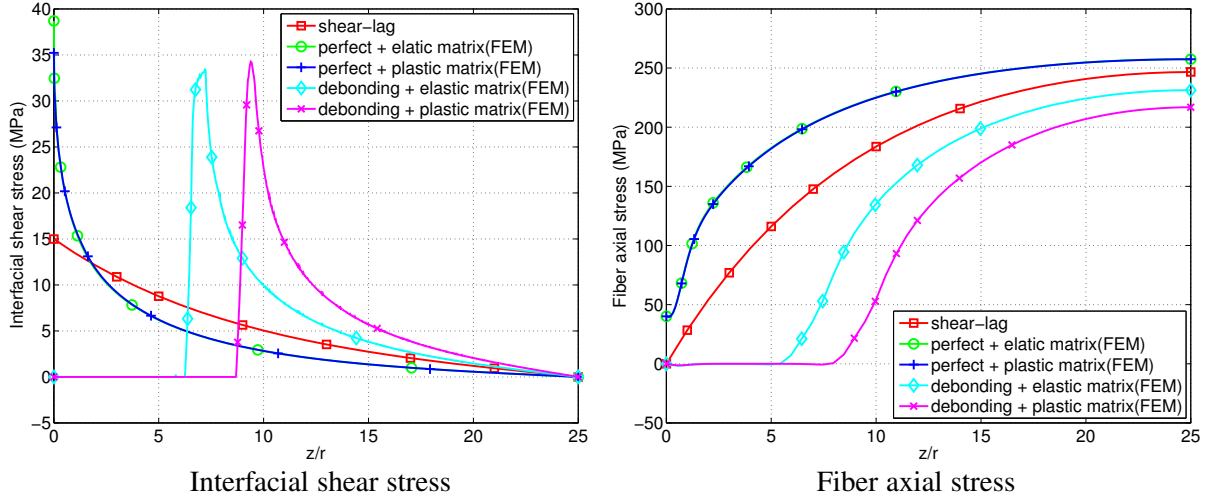 40
35
30
25
20
15
10
5
0
−5
Interfacial shear stress (MPa)
shear−lag
perfect + elatic matrix(FEM)
perfect + plastic matrix(FEM)
debonding + elastic matrix(FEM)
debonding + plastic matrix(FEM)
0 5 10 15 20 25
z/r
Interfacial shear stress
300
250
200
150
100
50
0
−50
Fiber axial stress (MPa)
shear−lag
perfect + elatic matrix(FEM)
perfect + plastic matrix(FEM)
debonding + elastic matrix(FEM)
debonding + plastic matrix(FEM)
0 5 10 15 20 25
z/r
Fiber axial stress